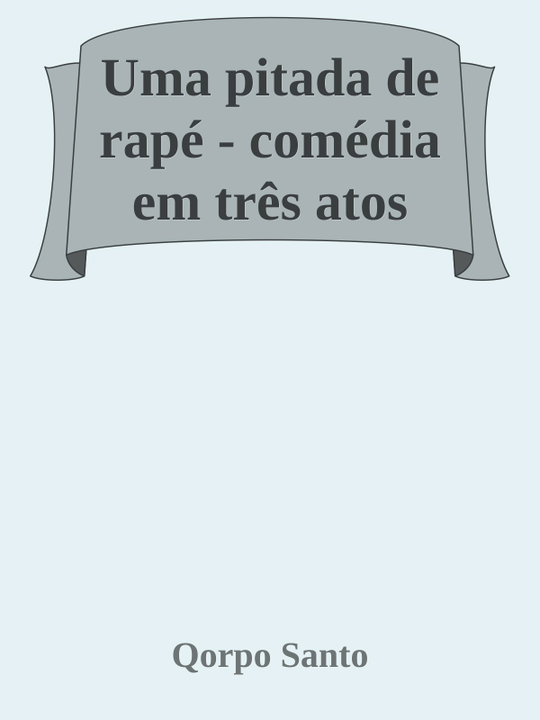 Uma pitada de
rapé - comédia
em três atos
Qorpo Santo